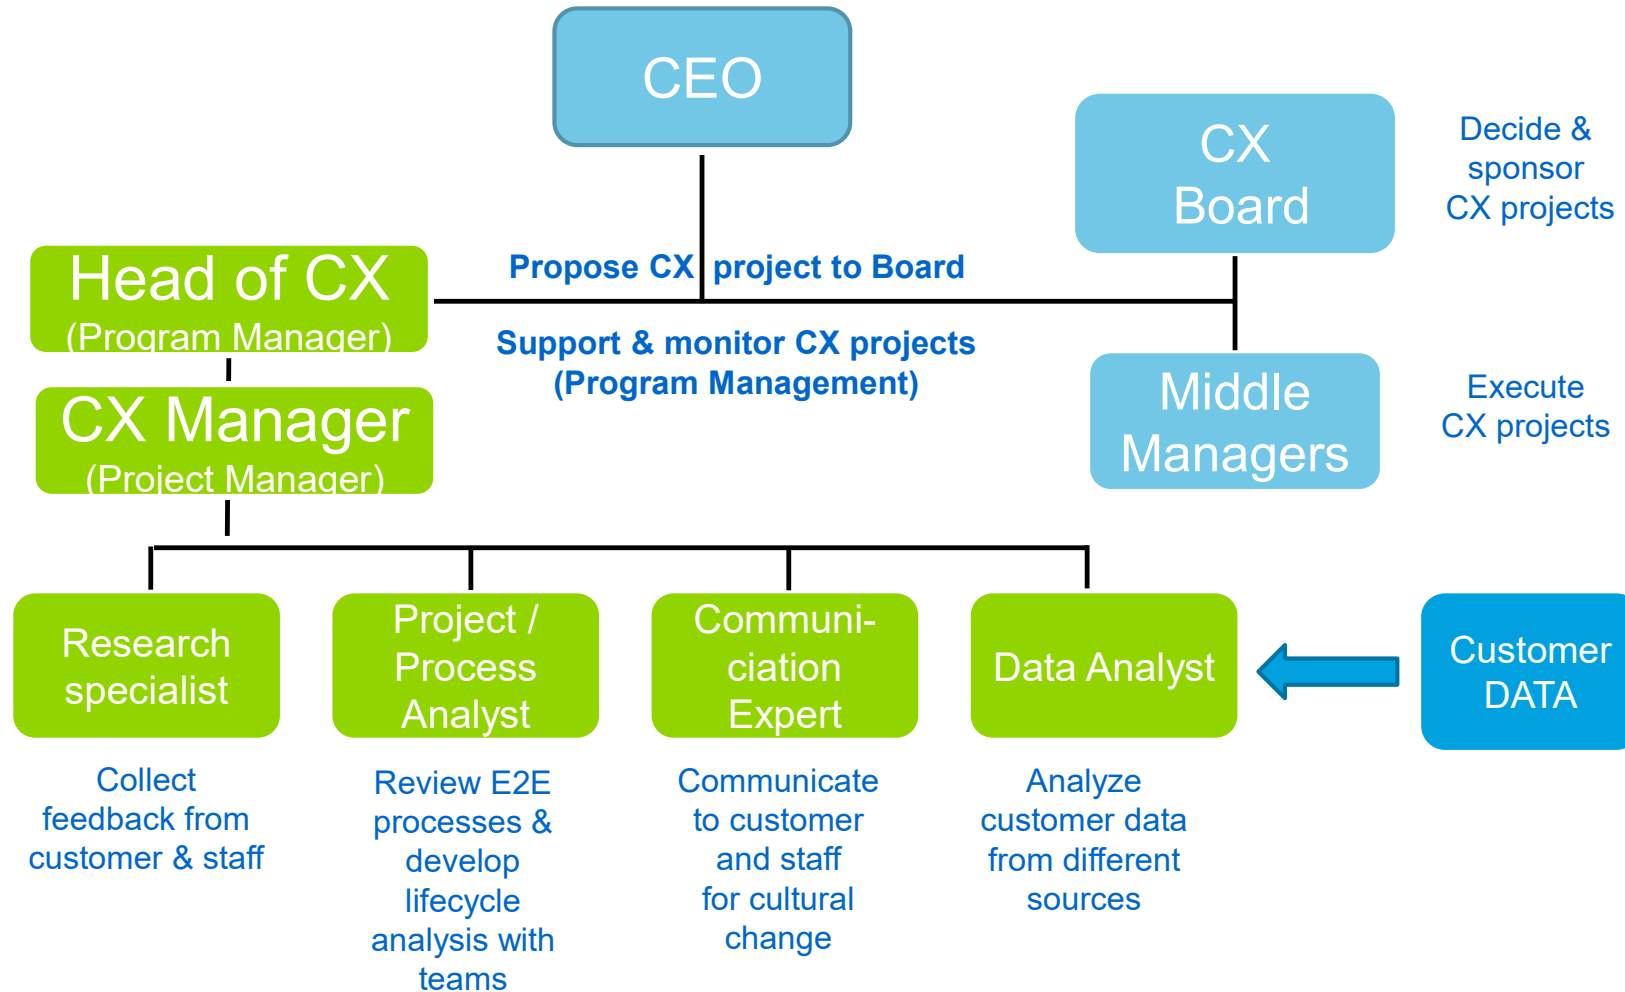 CEO
CX
Board
Decide &
sponsor
CX projects
Head of CX
(Program Manager)
Propose CX project to Board
Support & monitor CX projects
(Program Management)
CX Manager
(Project Manager)
Middle
Managers
Execute
CX projects
Research
specialist
Project /
Process
Analyst
Communi-
ciation
Expert
Data Analyst
Customer
DATA
Collect
feedback from
customer & staff
Review E2E
processes &
develop
lifecycle
analysis with
teams
Communicate
to customer
and staff
for cultural
change
Analyze
customer data
from different
sources